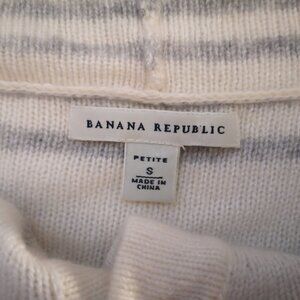 BANANA REPUBLIC
PETITE
S
MADE IN
CHINA